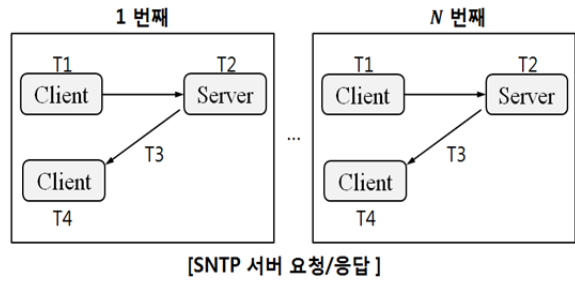 1 번째
N 번째
T1
T2
Client
Server
T3
Client
T4
...
T1
T2
Client
Server
T3
Client
T4
[SNTP 서버 요청/응답 ]